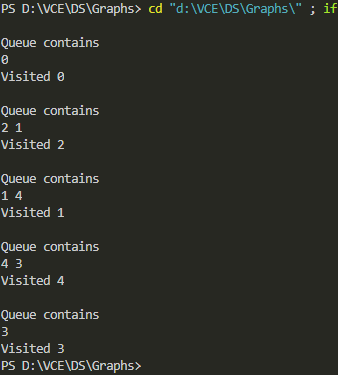 PS D:\VCE\DS\Graphs> cd "d:\VCE\DS\Graphs\" ; if
Queue contains
0
Visited 0
Queue contains
2 1
Visited 2
Queue contains
1 4
Visited 1
Queue contains
4 3
Visited 4
Queue contains
3
Visited 3
PS D:\VCE\DS\Graphs>